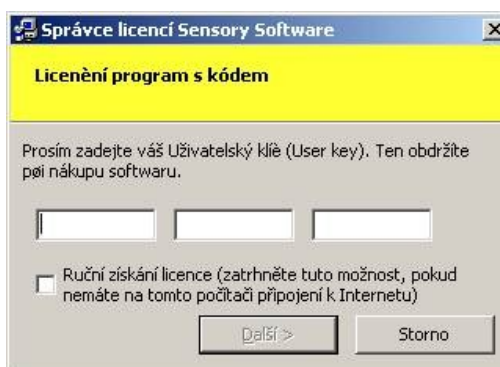 Správce licencí Sensory Software
Licenèní program s kódem
Prosím zadejte váš Uživatelský klíè (User key). Ten obdržíte
pøi nákupu softwaru.
Ruční získání licence (zatrhněte tuto možnost, pokud
nemáte na tomto počítači připojení k Internetu)
Další > Storno